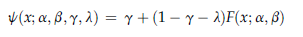 ψ(x; α, β, γ, λ) = γ + (1 − γ − λ)F(x; α, β)